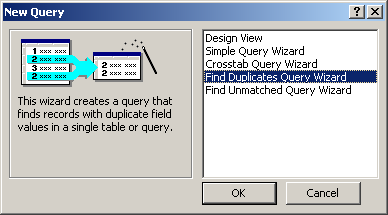 New Query
1 xxx xxx
2 xxx xxx
3 xxx xxx
2 xxx xxx
2 xxx xxx
2 xxx xxx
This wizard creates a query that
finds records with duplicate field
values in a single table or query.
Design View
Simple Query Wizard
Crosstab Query Wizard
Find Duplicates Query Wizard
Find Unmatched Query Wizard
OK
Cancel